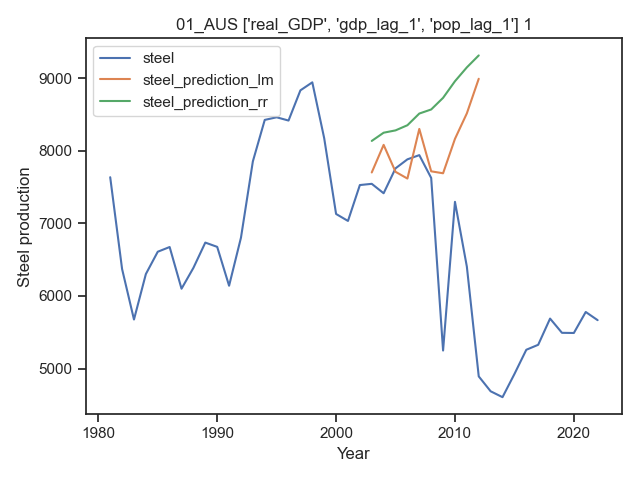 01_AUS ['real_GDP', 'gdp_lag_1', 'pop_lag_1'] 1
steel
steel_prediction_lm
steel_prediction_rr
9000
8000
7000
6000
5000
Steel production
1980
1990
2000
2010
2020
Year